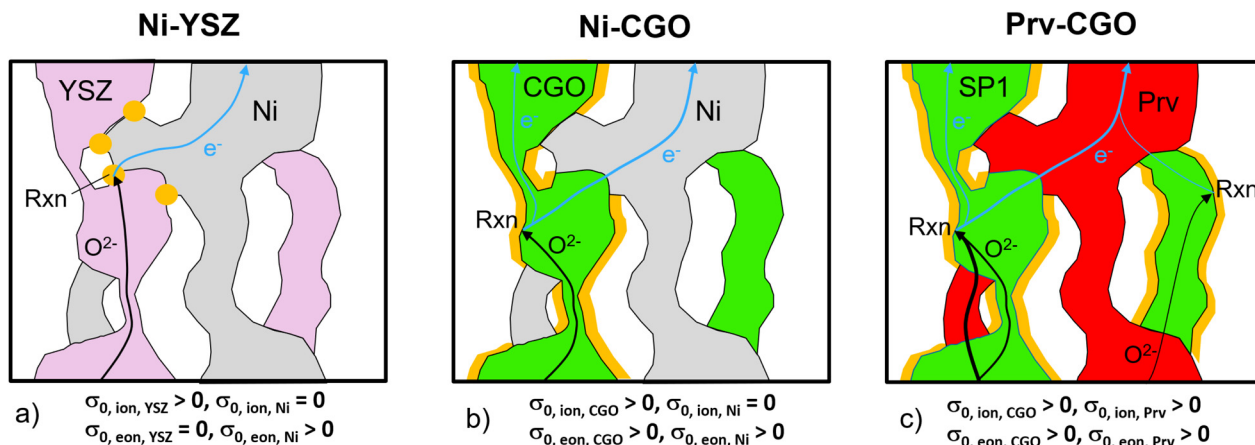 Ni-YSZ
YSZ
Ni
e-
Rxn
O2-
a)
σ0, ion, YSZ > 0, σ0, ion, Ni = 0
σ0, eon, YSZ = 0, σ0, eon, Ni > 0
Ni-CGO
CGO
Ni
e-
e-
Rxn
O2-
b)
σ0, ion, CGO > 0, σ0, ion, Ni = 0
σ0, eon, CGO > 0, σ0, eon, Ni > 0
Prv-CGO
SP1
Prv
e-
e-
Rxn
Rxn
O2-
O2-
c)
σ0, ion, CGO > 0, σ0, ion, Prv > 0
σ0, eon, CGO > 0, σ0, eon, Prv > 0